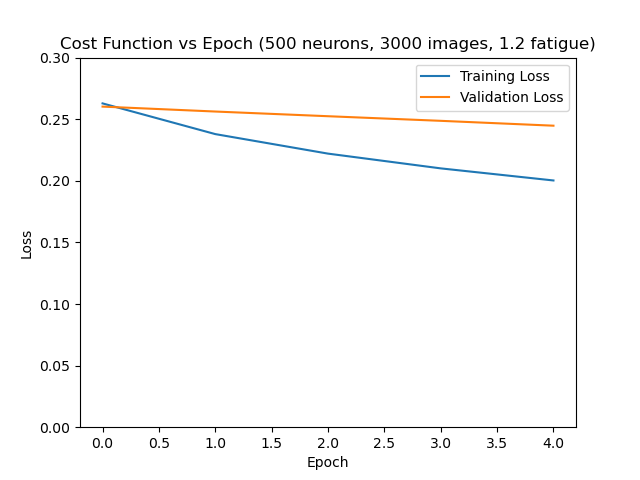 Cost Function vs Epoch (500 neurons, 3000 images, 1.2 fatigue)
Training Loss
Validation Loss
0.30
0.25
0.20
0.15
0.10
0.05
0.00
Loss
0.0 0.5 1.0 1.5 2.0 2.5 3.0 3.5 4.0
Epoch